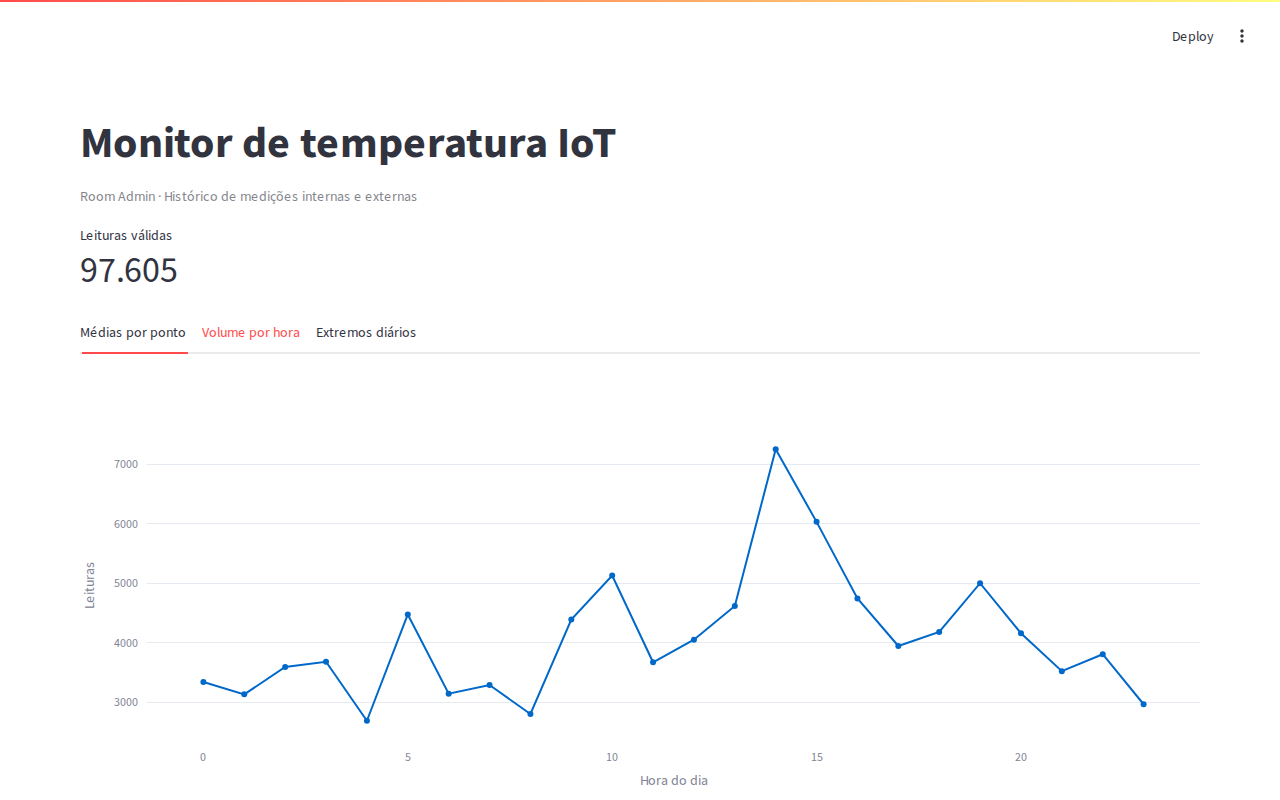 Deploy
Monitor de temperatura IoT
Room Admin · Histórico de medições internas e externas
Leituras válidas
97.605
Médias por ponto Volume por hora Extremos diários
7000
6000
5000
4000
3000
Leituras
0 5 10 15 20
Hora do dia